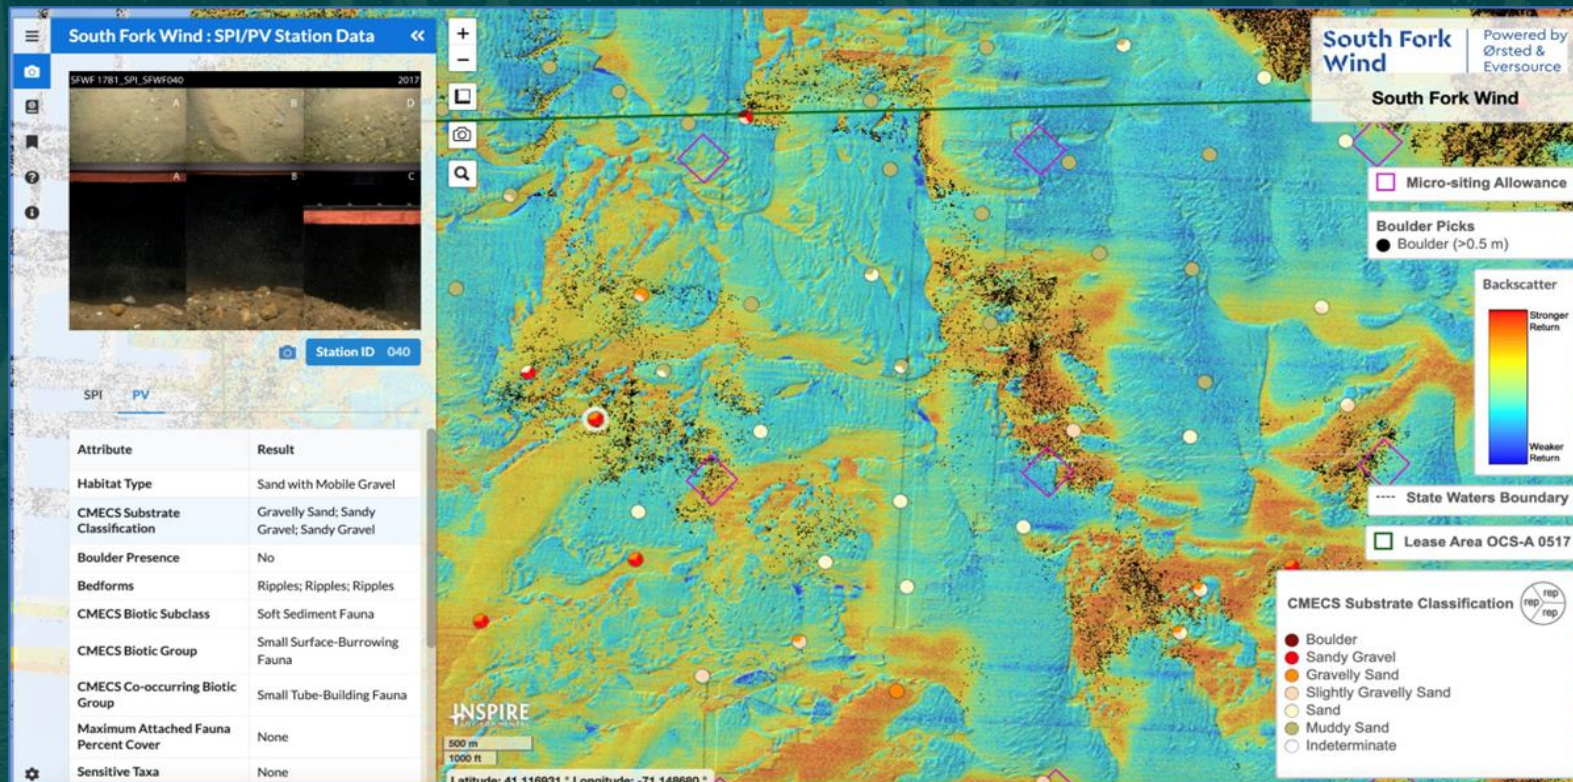 South Fork Wind : SPI/PV Station Data
SFWF 17B1_SPI_SFWF040 2017
A B D
A B C
Station ID 040
SPI PV
Attribute Result
Habitat Type Sand with Mobile Gravel
CMECS Substrate Classification Gravelly Sand; Sandy Gravel; Sandy Gravel
Boulder Presence No
Bedforms Ripples; Ripples; Ripples
CMECS Biotic Subclass Soft Sediment Fauna
CMECS Biotic Group Small Surface-Burrowing Fauna
CMECS Co-occurring Biotic Group Small Tube-Building Fauna
Maximum Attached Fauna Percent Cover None
Sensitive Taxa None
INSPIRE
500 m
1000 ft
Latitude: 41.116931 ° Longitude: -71.148680 °
South Fork Wind
Powered by Ørsted & Eversource
South Fork Wind
Micro-siting Allowance
Boulder Picks
Boulder (>0.5 m)
Backscatter
Stronger Return
Weaker Return
State Waters Boundary
Lease Area OCS-A 0517
CMECS Substrate Classification
rep rep rep
Boulder
Sandy Gravel
Gravelly Sand
Slightly Gravelly Sand
Sand
Muddy Sand
Indeterminate